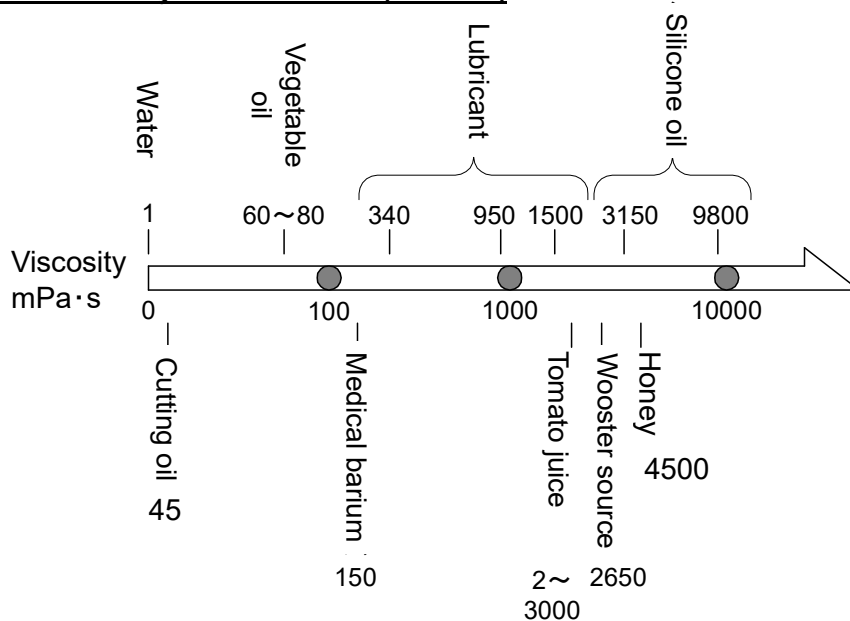 Water
Vegetable
oil
Lubricant
Silicone oil
1
60～80
340
950
1500
3150
9800
Viscosity
mPa･s
0
100
1000
10000
Cutting oil
45
Medical barium
150
Tomato juice
2～
3000
Wooster source
2650
Honey
4500